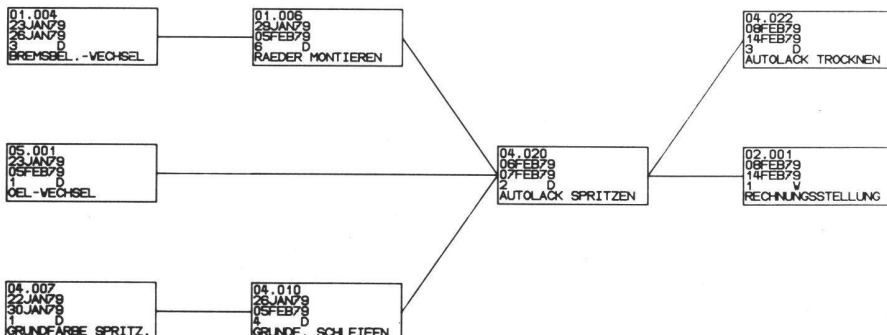 01.004
23JAN79
26JAN79
3 D
BREMSBEL.-WECHSEL
01.006
29JAN79
05FEB79
6 D
RAEDER MONTIEREN
04.022
08FEB79
14FEB79
3 D
AUTOLACK TROCKNEN
05.001
23JAN79
05FEB79
1 D
OEL-WECHSEL
04.020
06FEB79
07FEB79
2 D
AUTOLACK SPRITZEN
02.001
08FEB79
14FEB79
1 W
RECHNUNGSSTELLUNG
04.007
22JAN79
30JAN79
1 D
GRUNDFARBE SPRITZ.
04.010
26JAN79
05FEB79
4 D
GRUNDF. SCHLEIFEN